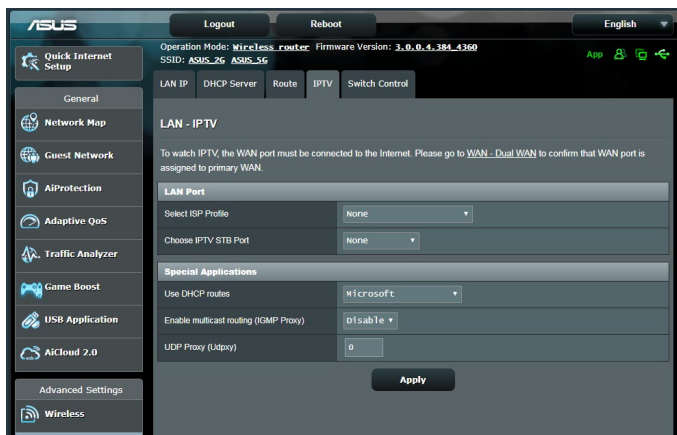 ASUS
Logout
Reboot
English
Quick Internet
Setup
Operation Mode: Wireless router Firmware Version: 3.0.0.4.384_4360
SSID: ASUS_2G ASUS_5G
App
LAN IP
DHCP Server
Route
IPTV
Switch Control
General
Network Map
Guest Network
AiProtection
Adaptive QoS
Traffic Analyzer
Game Boost
USB Application
AiCloud 2.0
Advanced Settings
Wireless
LAN - IPTV
To watch IPTV, the WAN port must be connected to the Internet. Please go to WAN - Dual WAN to confirm that WAN port is
assigned to primary WAN.
LAN Port
Select ISP Profile
None
Choose IPTV STB Port
None
Special Applications
Use DHCP routes
Microsoft
Enable multicast routing (IGMP Proxy)
Disable
UDP Proxy (Udpxy)
0
Apply